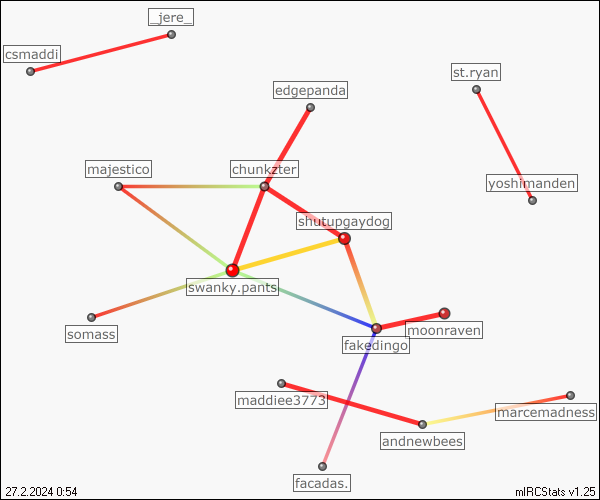 _jere_
csmaddi
st.ryan
edgepanda
majestico
chunkzter
yoshimanden
shutupgaydog
swanky.pants
somass
moonraven
fakedingo
maddiee3773
marcemadness
andnewbees
facadas.
27.2.2024 0:54
mIRCStats v1.25